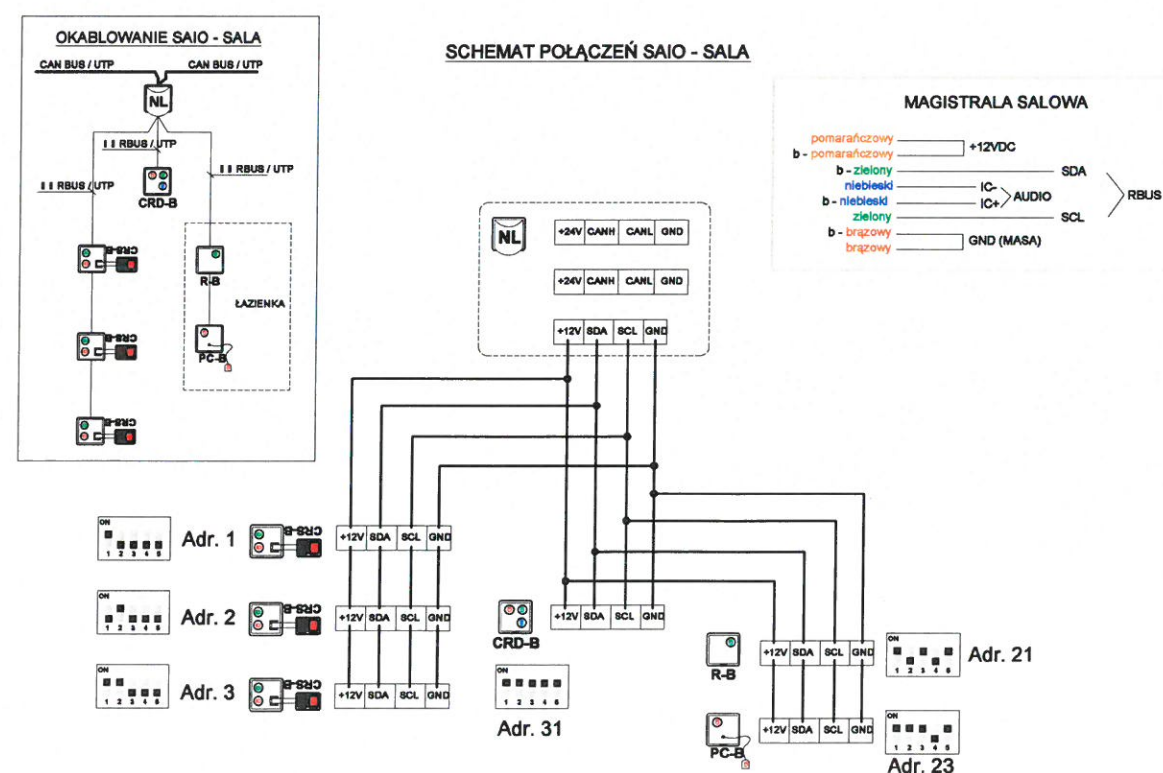 OKABLOWANIE SAIO - SALA
CAN BUS / UTP CAN BUS / UTP
NL
RBUS / UTP
RBUS / UTP
RBUS / UTP
CRD-B
CRS-B
R-B
ŁAZIENKA
CRS-B
PC-B
CRS-B
SCHEMAT POŁĄCZEŃ SAIO - SALA
MAGISTRALA SALOWA
pomarańczowy
b - pomarańczowy
+12VDC
b - zielony SDA
niebieski IC-
b - niebieski IC+
AUDIO
RBUS
zielony SCL
b - brązowy
brązowy
GND (MASA)
NL
+24V CANH CANL GND
+24V CANH CANL GND
+12V SDA SCL GND
ON
1 2 3 4 5
Adr. 1
CRS-B
+12V SDA SCL GND
ON
1 2 3 4 5
Adr. 2
CRS-B
+12V SDA SCL GND
ON
1 2 3 4 5
Adr. 3
CRS-B
+12V SDA SCL GND
CRD-B
+12V SDA SCL GND
ON
1 2 3 4 5
Adr. 31
R-B
+12V SDA SCL GND
ON
1 2 3 4 5
Adr. 21
PC-B
+12V SDA SCL GND
ON
1 2 3 4 5
Adr. 23